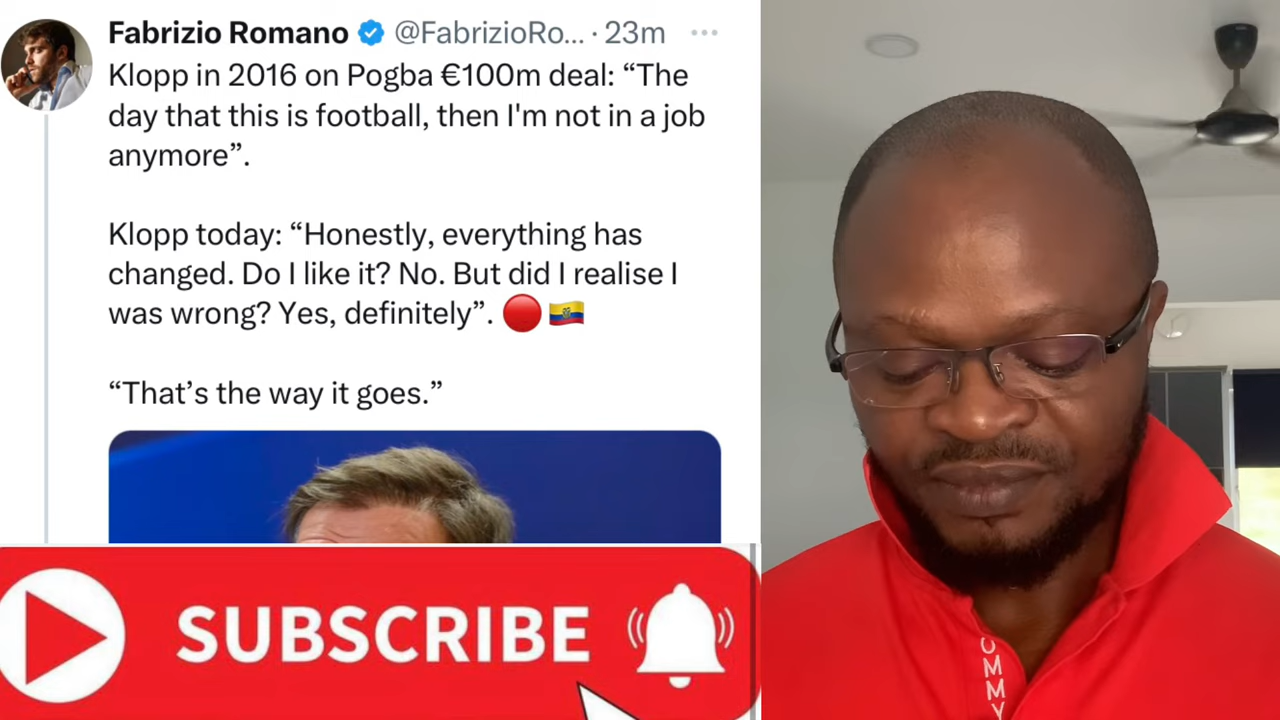 Fabrizio Romano @FabrizioRo... · 23m
Klopp in 2016 on Pogba €100m deal: “The
day that this is football, then I'm not in a job
anymore”.
Klopp today: “Honestly, everything has
changed. Do I like it? No. But did I realise I
was wrong? Yes, definitely”. 🔴🇪🇨
“That’s the way it goes.”
SUBSCRIBE
OMMY